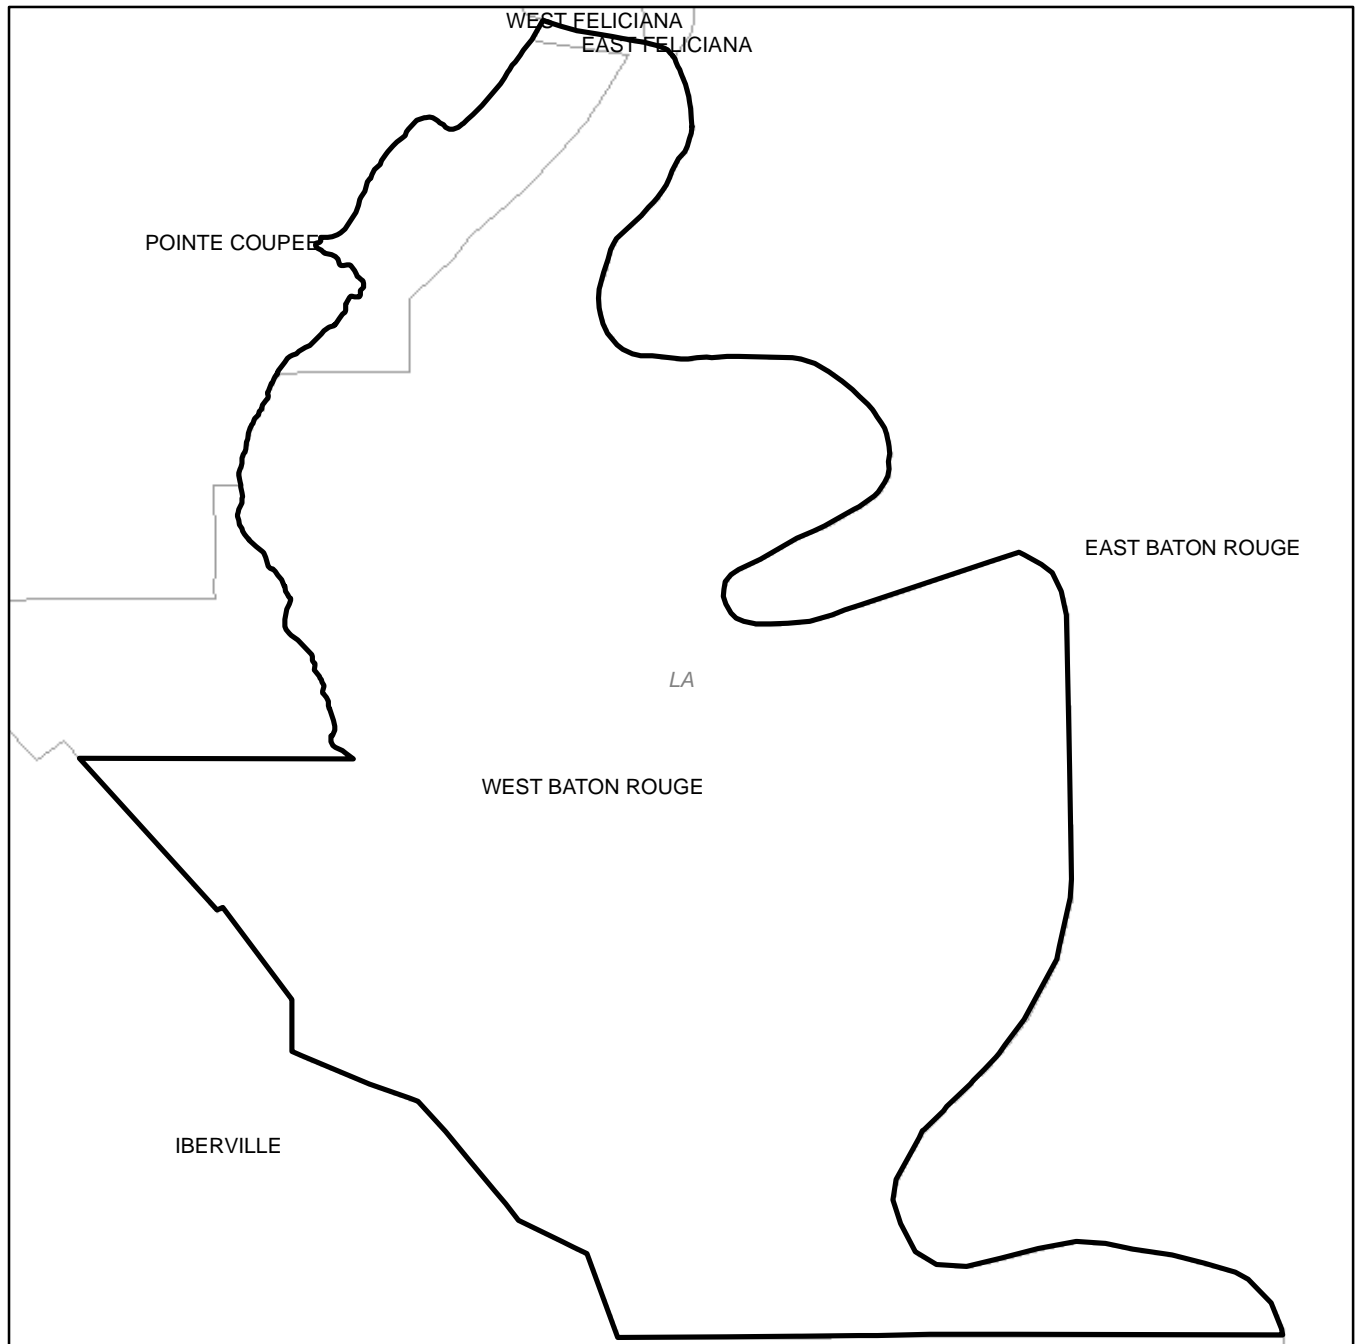 WEST FELICIANA
EAST FELICIANA
POINTE COUPEE
EAST BATON ROUGE
LA
WEST BATON ROUGE
IBERVILLE